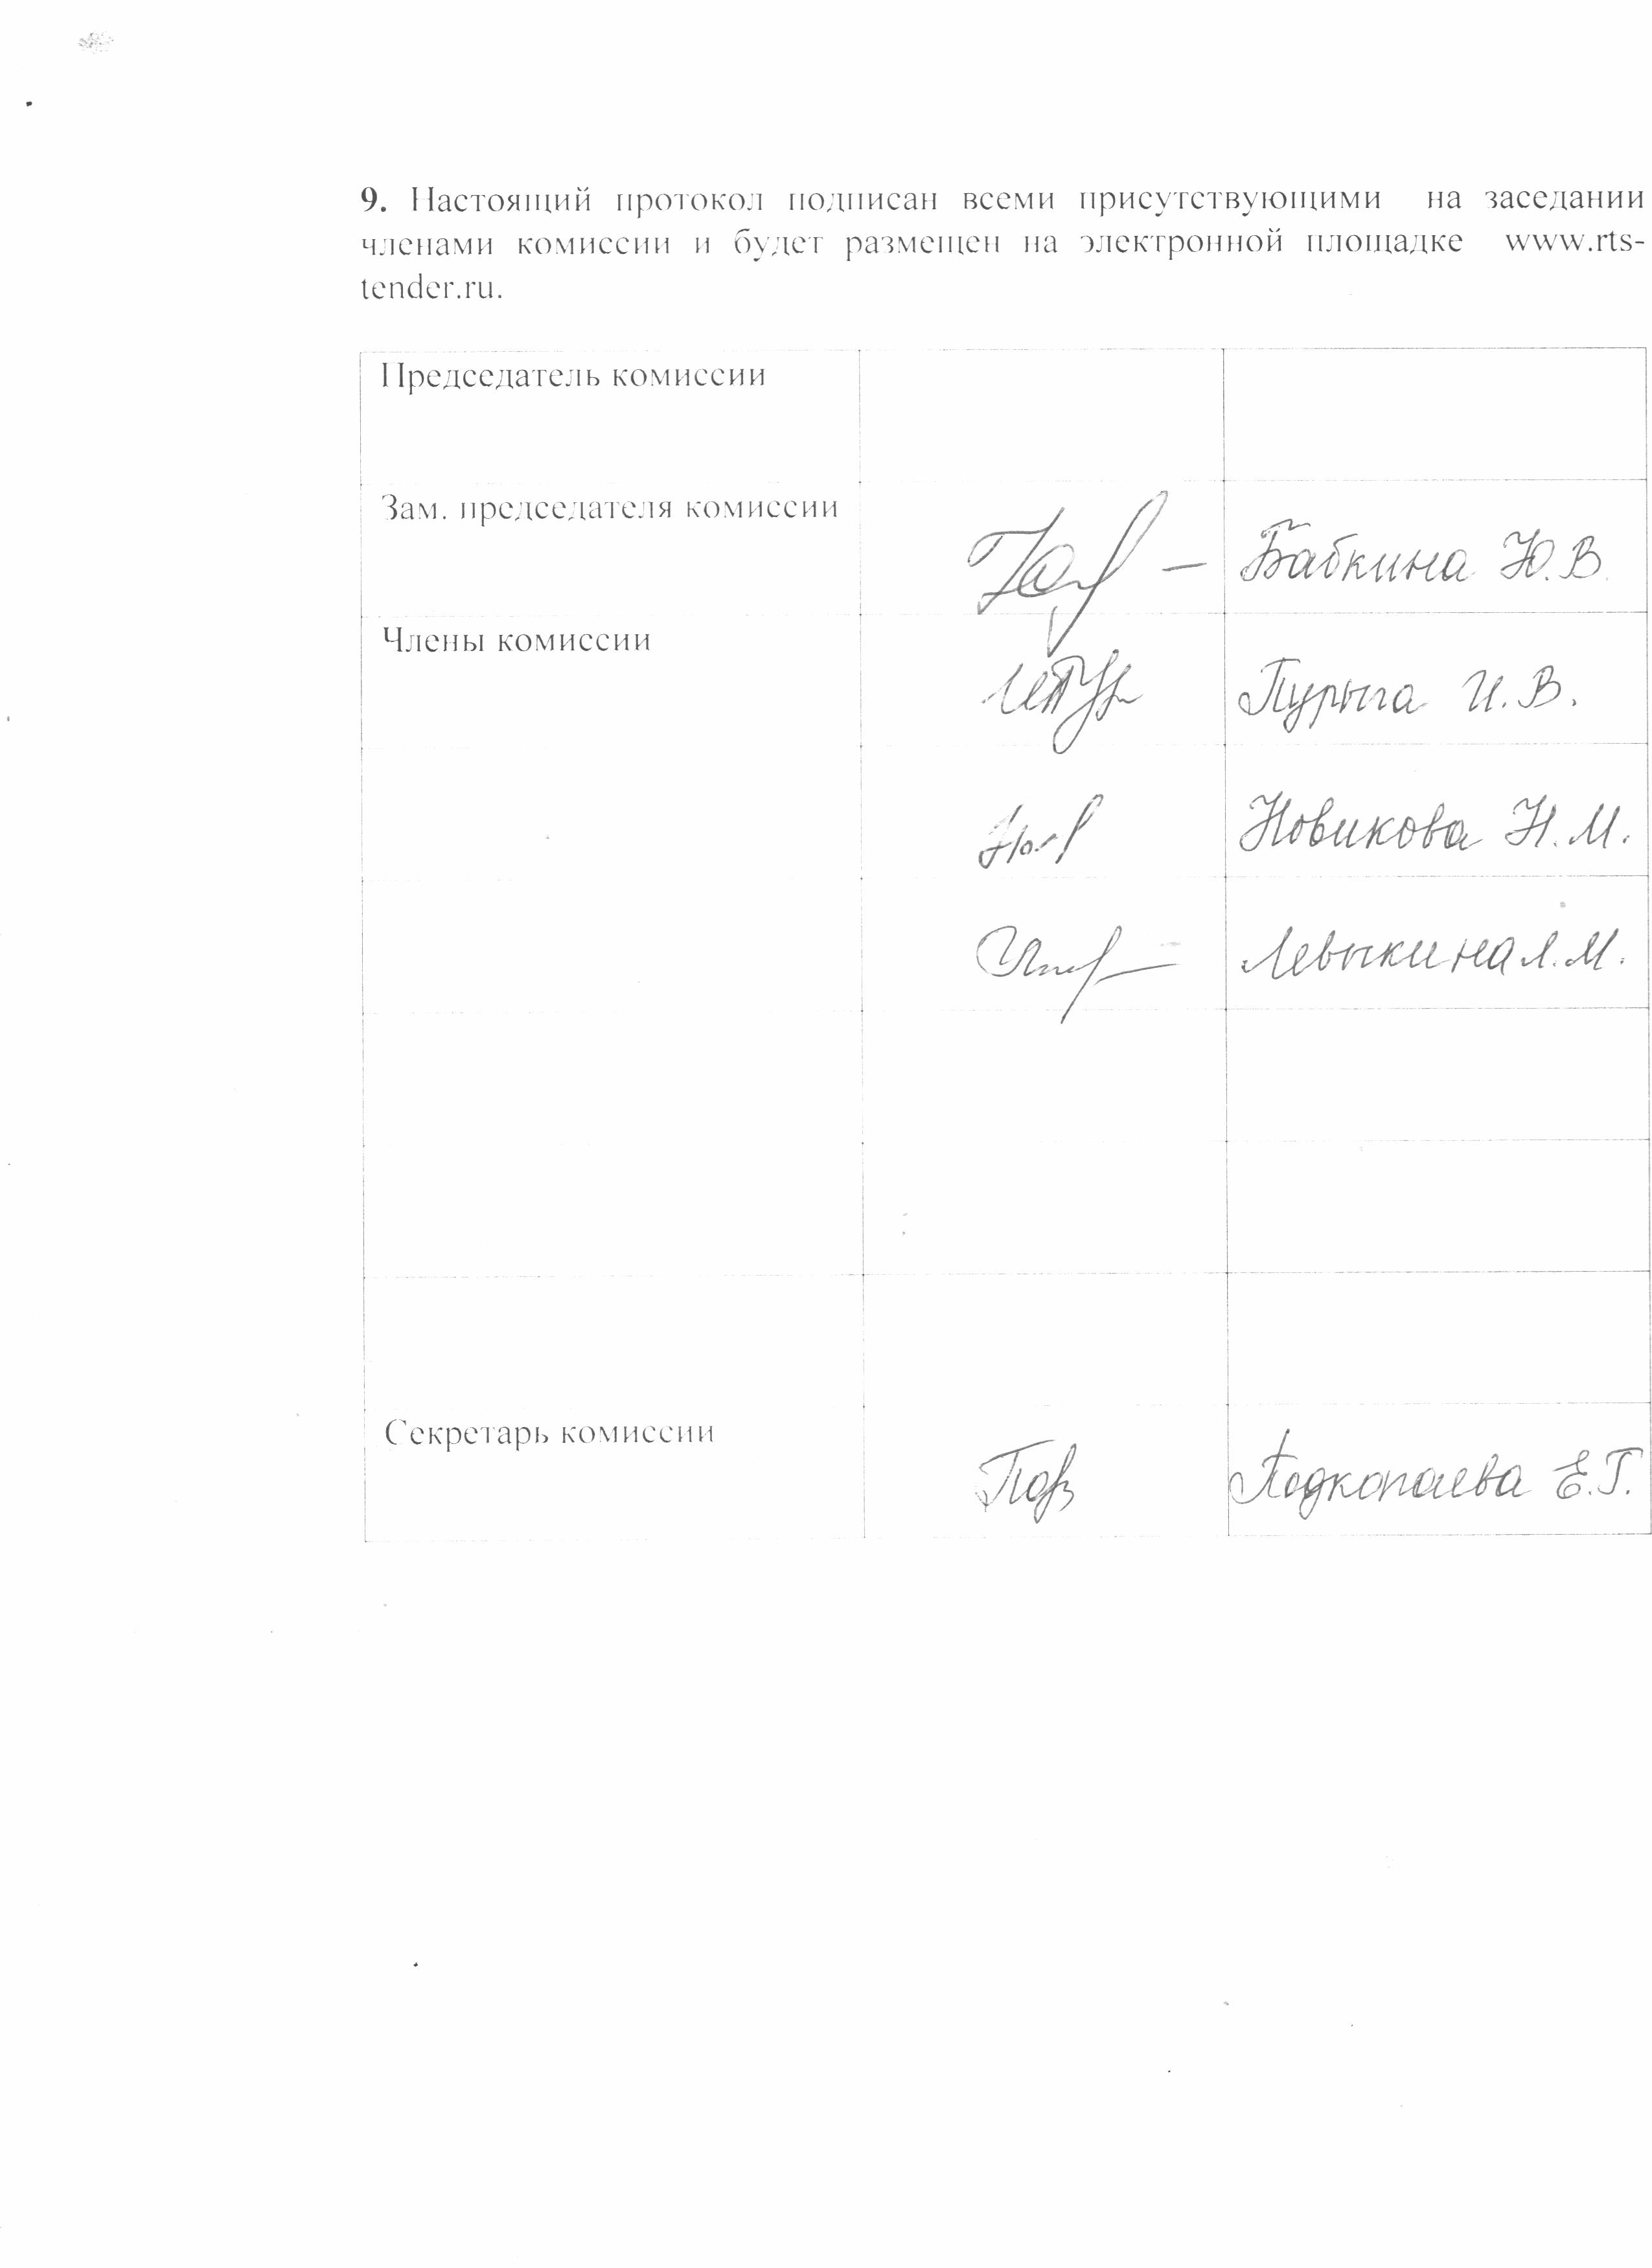 9. Настоящий протокол подписан всеми присутствующими на заседании
членами комиссии и будет размещен на электронной площадке www.rts-
tender.ru.
Председатель комиссии
Зам. председателя комиссии
Бабкина Ю.В.
Члены комиссии
Пурыга И.В.
Новикова Н.М.
Левыкина Л.М.
Секретарь комиссии
Подкопаева Е.Г.